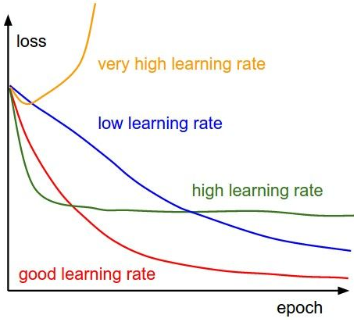 loss
very high learning rate
low learning rate
high learning rate
good learning rate
epoch